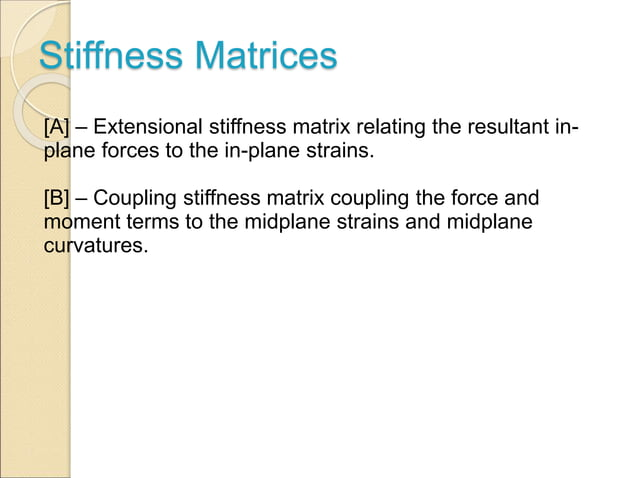 Stiffness Matrices
[A] – Extensional stiffness matrix relating the resultant in-
plane forces to the in-plane strains.
[B] – Coupling stiffness matrix coupling the force and
moment terms to the midplane strains and midplane
curvatures.